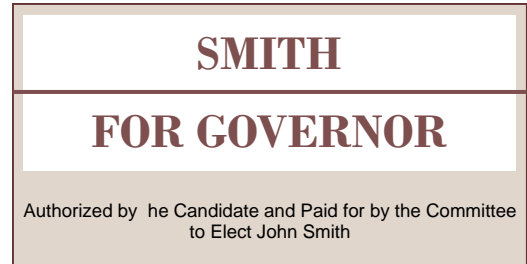 SMITH
FOR GOVERNOR
Authorized by he Candidate and Paid for by the Committee
to Elect John Smith